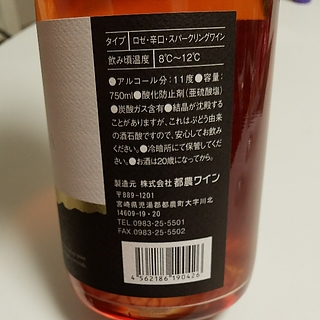 タイプ ロゼ・辛口・スパークリングワイン
飲み頃温度 8℃～12℃
●アルコール分：11度●容量：
750ml●酸化防止剤（亜硫酸塩）
●炭酸ガス含有●結晶が沈殿する
ことがありますが、これはぶどう由来
の酒石酸ですので、安心してお飲み
ください。●冷暗所にて保管してくだ
さい。●お酒は20歳になってから。
製造元 株式会社 都農ワイン
〒889-1201
宮崎県児湯郡都農町大字川北
14609-19・20
TEL 0983-25-5501
FAX 0983-25-5502
4562186190426